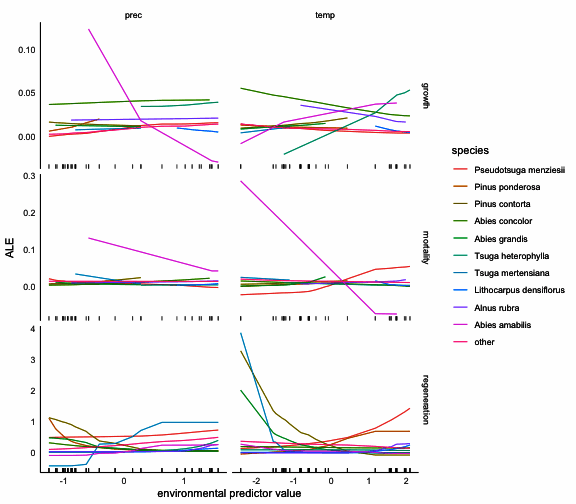 prec
temp
0.10
0.05
0.00
growth
0.3
0.2
0.1
0.0
mortality
ALE
4
3
2
1
0
regeneration
-1
0
1
-2
-1
0
1
2
environmental predictor value
species
Pseudotsuga menziesii
Pinus ponderosa
Pinus contorta
Abies concolor
Abies grandis
Tsuga heterophylla
Tsuga mertensiana
Lithocarpus densiflorus
Alnus rubra
Abies amabilis
other